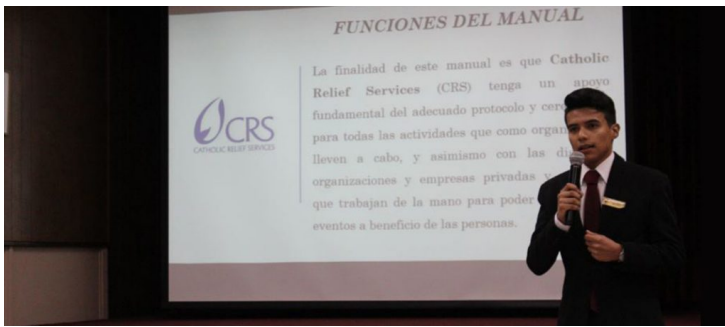 FUNCIONES DEL MANUAL
La finalidad de este manual es que Catholic
Relief Services (CRS) tenga un apoyo
fundamental del adecuado protocolo y
para todas las actividades que como
lleven a cabo, y asimismo con las
organizaciones y empresas privadas y
que trabajan de la mano para poder
eventos a beneficio de las personas.
CRS
CATHOLIC RELIEF SERVICES